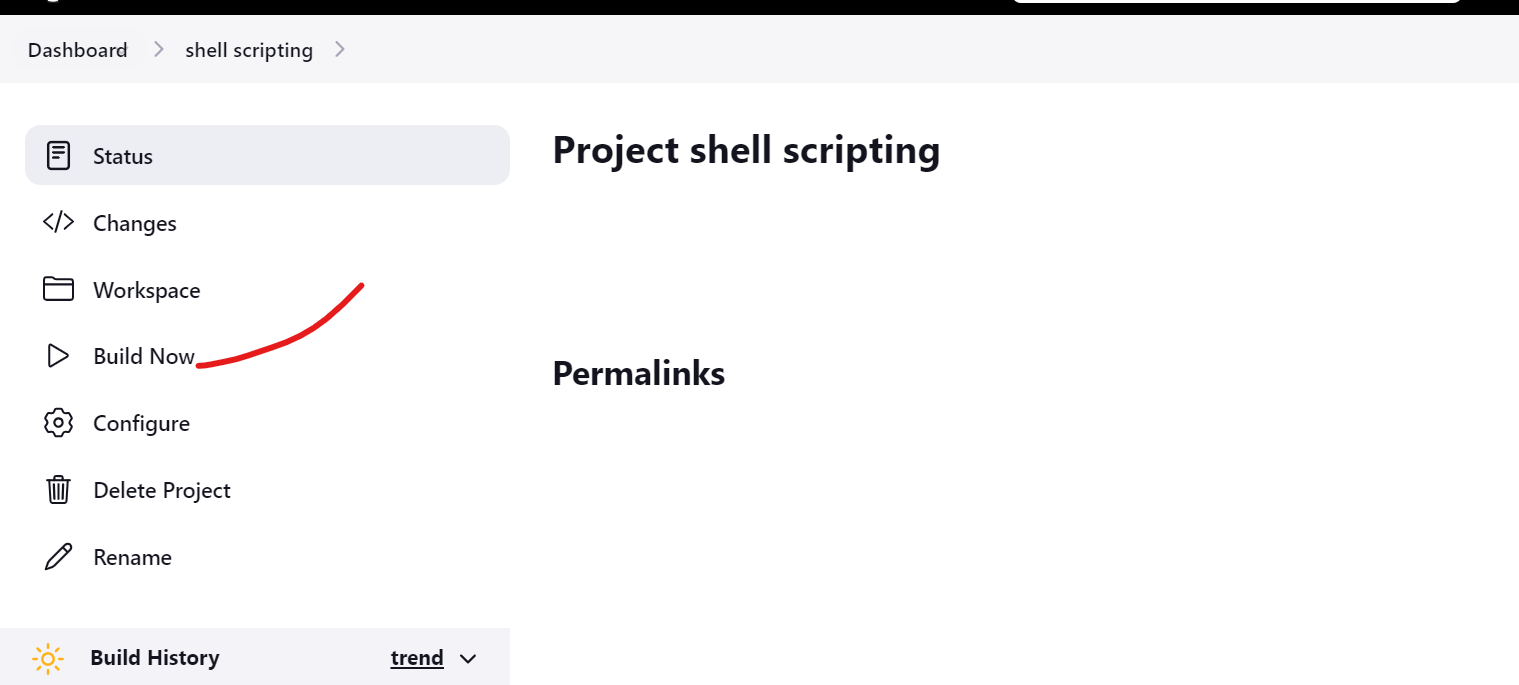 Dashboard > shell scripting >
Status
Project shell scripting
Changes
Workspace
Build Now
Permalinks
Configure
Delete Project
Rename
Build History trend